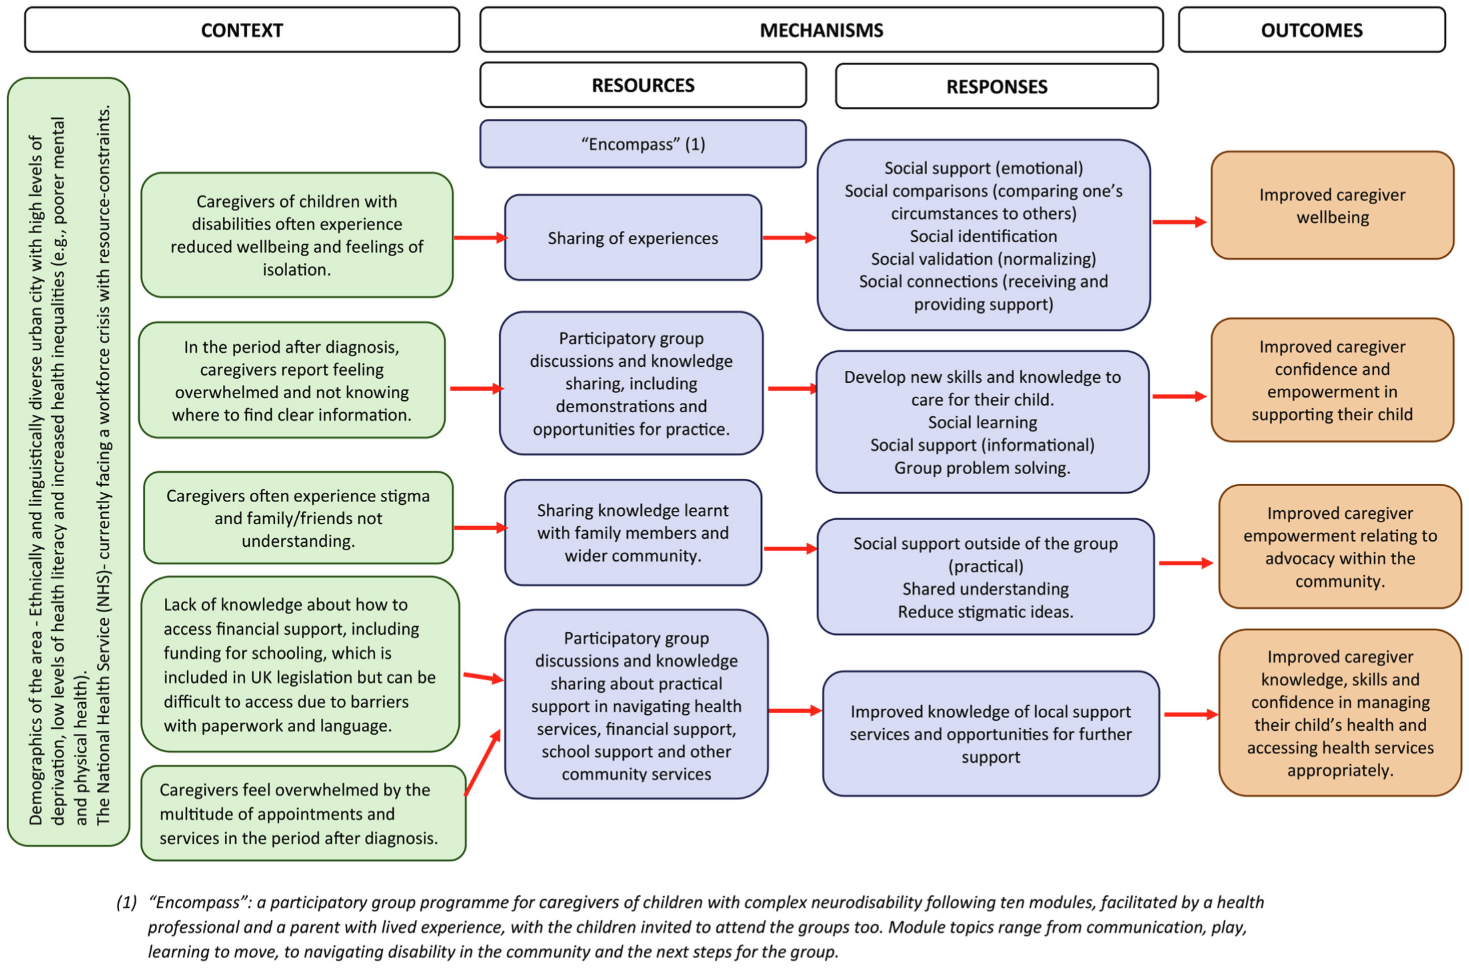 CONTEXT
MECHANISMS
OUTCOMES
RESOURCES
RESPONSES
Demographics of the area - Ethnically and linguistically diverse urban city with high levels of
deprivation, low levels of health literacy and increased health inequalities (e.g., poorer mental
and physical health).
The National Health Service (NHS)- currently facing a workforce crisis with resource-constraints.
“Encompass” (1)
Caregivers of children with
disabilities often experience
reduced wellbeing and feelings of
isolation.
Sharing of experiences
Social support (emotional)
Social comparisons (comparing one’s
circumstances to others)
Social identification
Social validation (normalizing)
Social connections (receiving and
providing support)
Improved caregiver
wellbeing
In the period after diagnosis,
caregivers report feeling
overwhelmed and not knowing
where to find clear information.
Participatory group
discussions and knowledge
sharing, including
demonstrations and
opportunities for practice.
Develop new skills and knowledge to
care for their child.
Social learning
Social support (informational)
Group problem solving.
Improved caregiver
confidence and
empowerment in
supporting their child
Caregivers often experience stigma
and family/friends not
understanding.
Sharing knowledge learnt
with family members and
wider community.
Social support outside of the group
(practical)
Shared understanding
Reduce stigmatic ideas.
Improved caregiver
empowerment relating to
advocacy within the
community.
Lack of knowledge about how to
access financial support, including
funding for schooling, which is
included in UK legislation but can be
difficult to access due to barriers
with paperwork and language.
Caregivers feel overwhelmed by the
multitude of appointments and
services in the period after diagnosis.
Participatory group
discussions and knowledge
sharing about practical
support in navigating health
services, financial support,
school support and other
community services
Improved knowledge of local support
services and opportunities for further
support
Improved caregiver
knowledge, skills and
confidence in managing
their child’s health and
accessing health services
appropriately.
(1) “Encompass”: a participatory group programme for caregivers of children with complex neurodisability following ten modules, facilitated by a health
professional and a parent with lived experience, with the children invited to attend the groups too. Module topics range from communication, play,
learning to move, to navigating disability in the community and the next steps for the group.